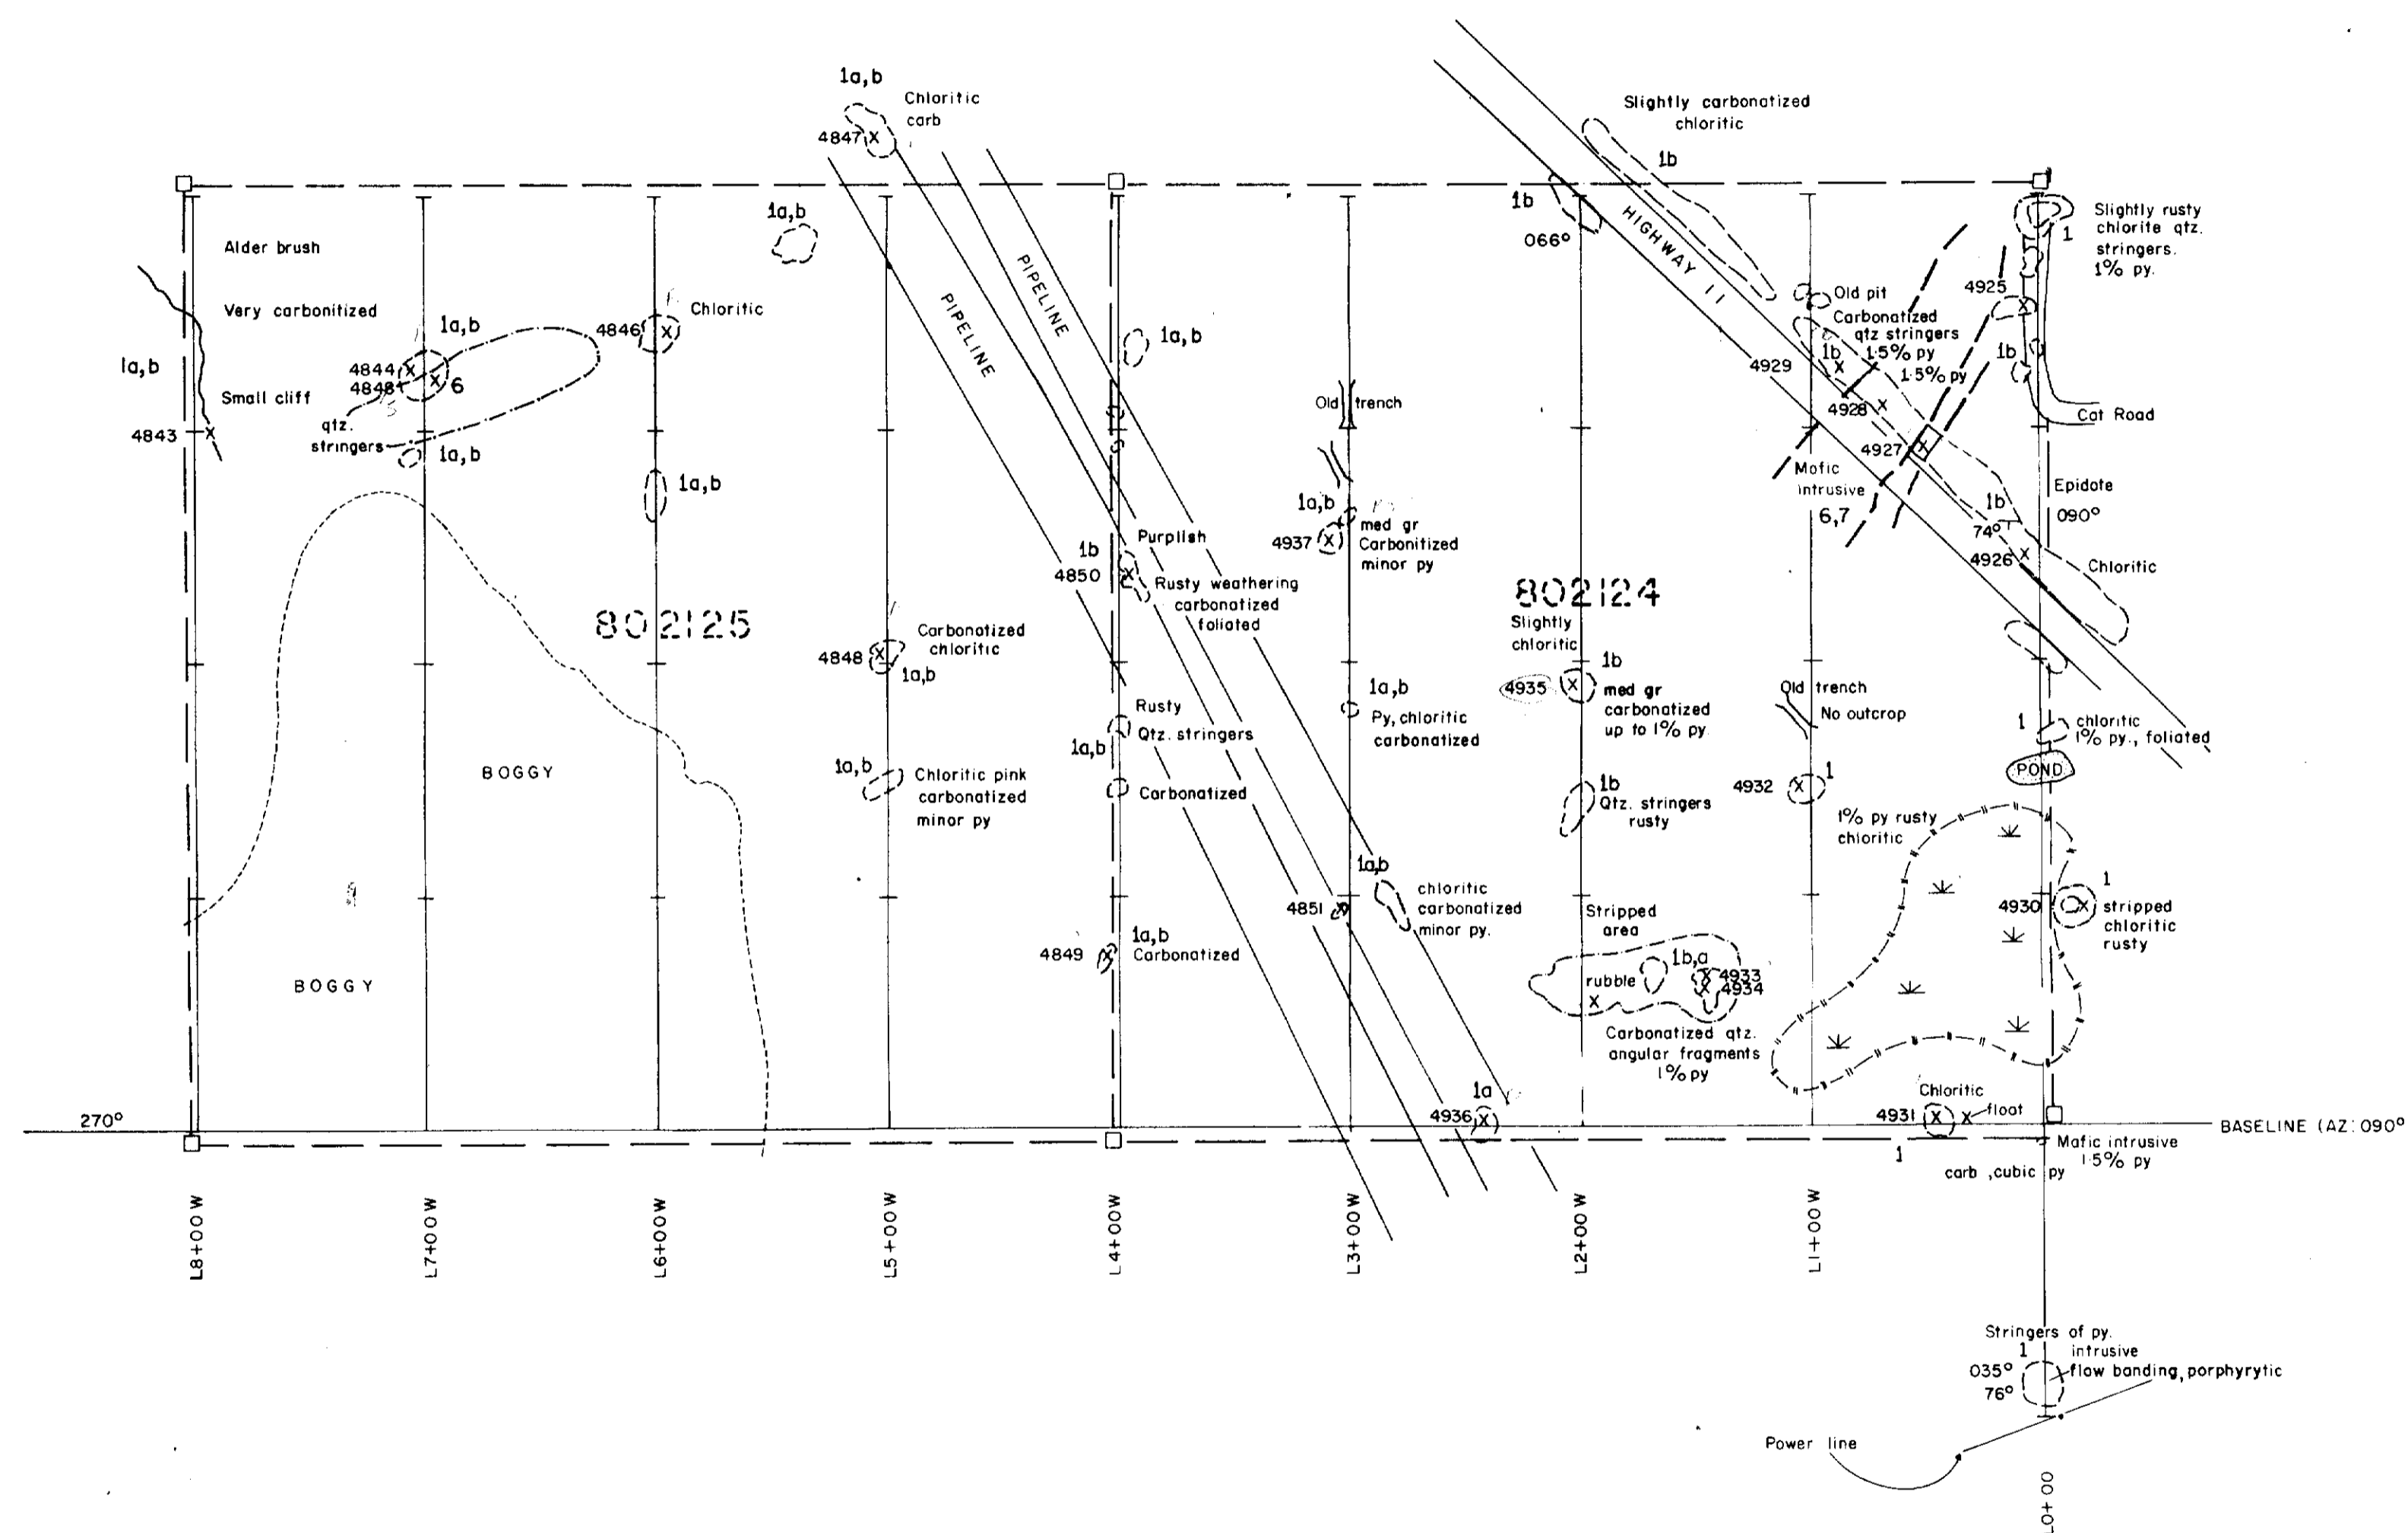 1a,b
Chloritic
carb
4847
Slightly carbonatized
chloritic
1b
1b
066°
HIGHWAY 11
1a,b
PIPELINE
PIPELINE
Alder brush
Very carbonitized
1a,b
Small cliff
4843
1a,b
4844
4848
6
qtz.
stringers
1a,b
4846
Chloritic
1a,b
1a,b
Old trench
1a,b
med gr
4937
Carbonitized
minor py
Purplish
1b
4850
Rusty weathering
carbonatized
foliated
Slightly rusty
chlorite qtz.
stringers.
1% py.
1
4925
Old pit
Carbonatized
qtz stringers
1b
1·5% py
1·5% py
4929
4928
4927
1b
Cat Road
Mafic
intrusive
6,7
Epidote
090°
1b
74°
4926
Chloritic
802125
802124
Slightly
chloritic
1b
4935
med gr
carbonatized
up to 1% py
4848
Carbonatized
chloritic
1a,b
Rusty
Qtz. stringers
1a,b
1a,b
Py, chloritic
carbonatized
Old trench
No outcrop
1
chloritic
1% py., foliated
POND
BOGGY
1a,b
Chloritic pink
carbonatized
minor py
Carbonatized
1b
Qtz. stringers
rusty
4932
1
1% py rusty
chloritic
1a,b
chloritic
carbonatized
minor py.
4851
Stripped
area
1
4930
stripped
chloritic
rusty
1a,b
4849
Carbonatized
1b,a
rubble
4933
4934
BOGGY
Carbonatized qtz.
angular fragments
1% py
1a
4936
Chloritic
4931
float
270°
BASELINE (AZ: 090°
1
Mafic intrusive
1·5% py
carb ,cubic py
L8+00W
L7+00W
L6+00W
L5+00W
L4+00W
L3+00W
L2+00W
L1+00W
Stringers of py.
1
intrusive
035°
flow banding, porphyrytic
76°
Power line
L0+00